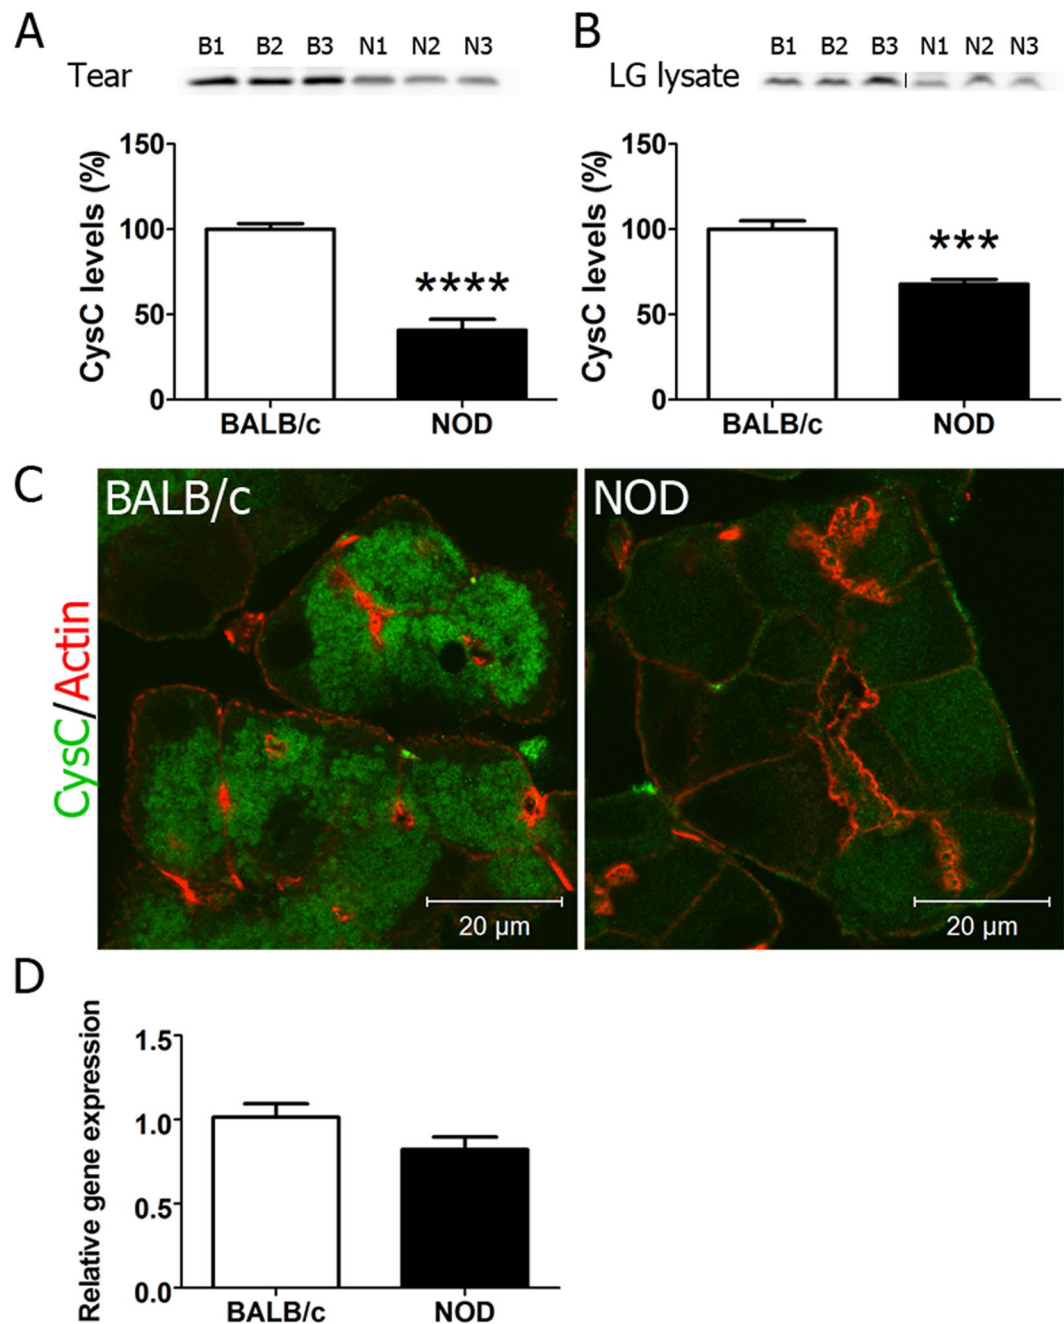 A
B1 B2 B3 N1 N2 N3
Tear
CysC levels (%)
150
100
50
0
****
BALB/c NOD
B
B1 B2 B3 N1 N2 N3
LG lysate
CysC levels (%)
150
100
50
0
***
BALB/c NOD
C
CysC/Actin
BALB/c
20 µm
NOD
20 µm
D
Relative gene expression
1.5
1.0
0.5
0.0
BALB/c NOD